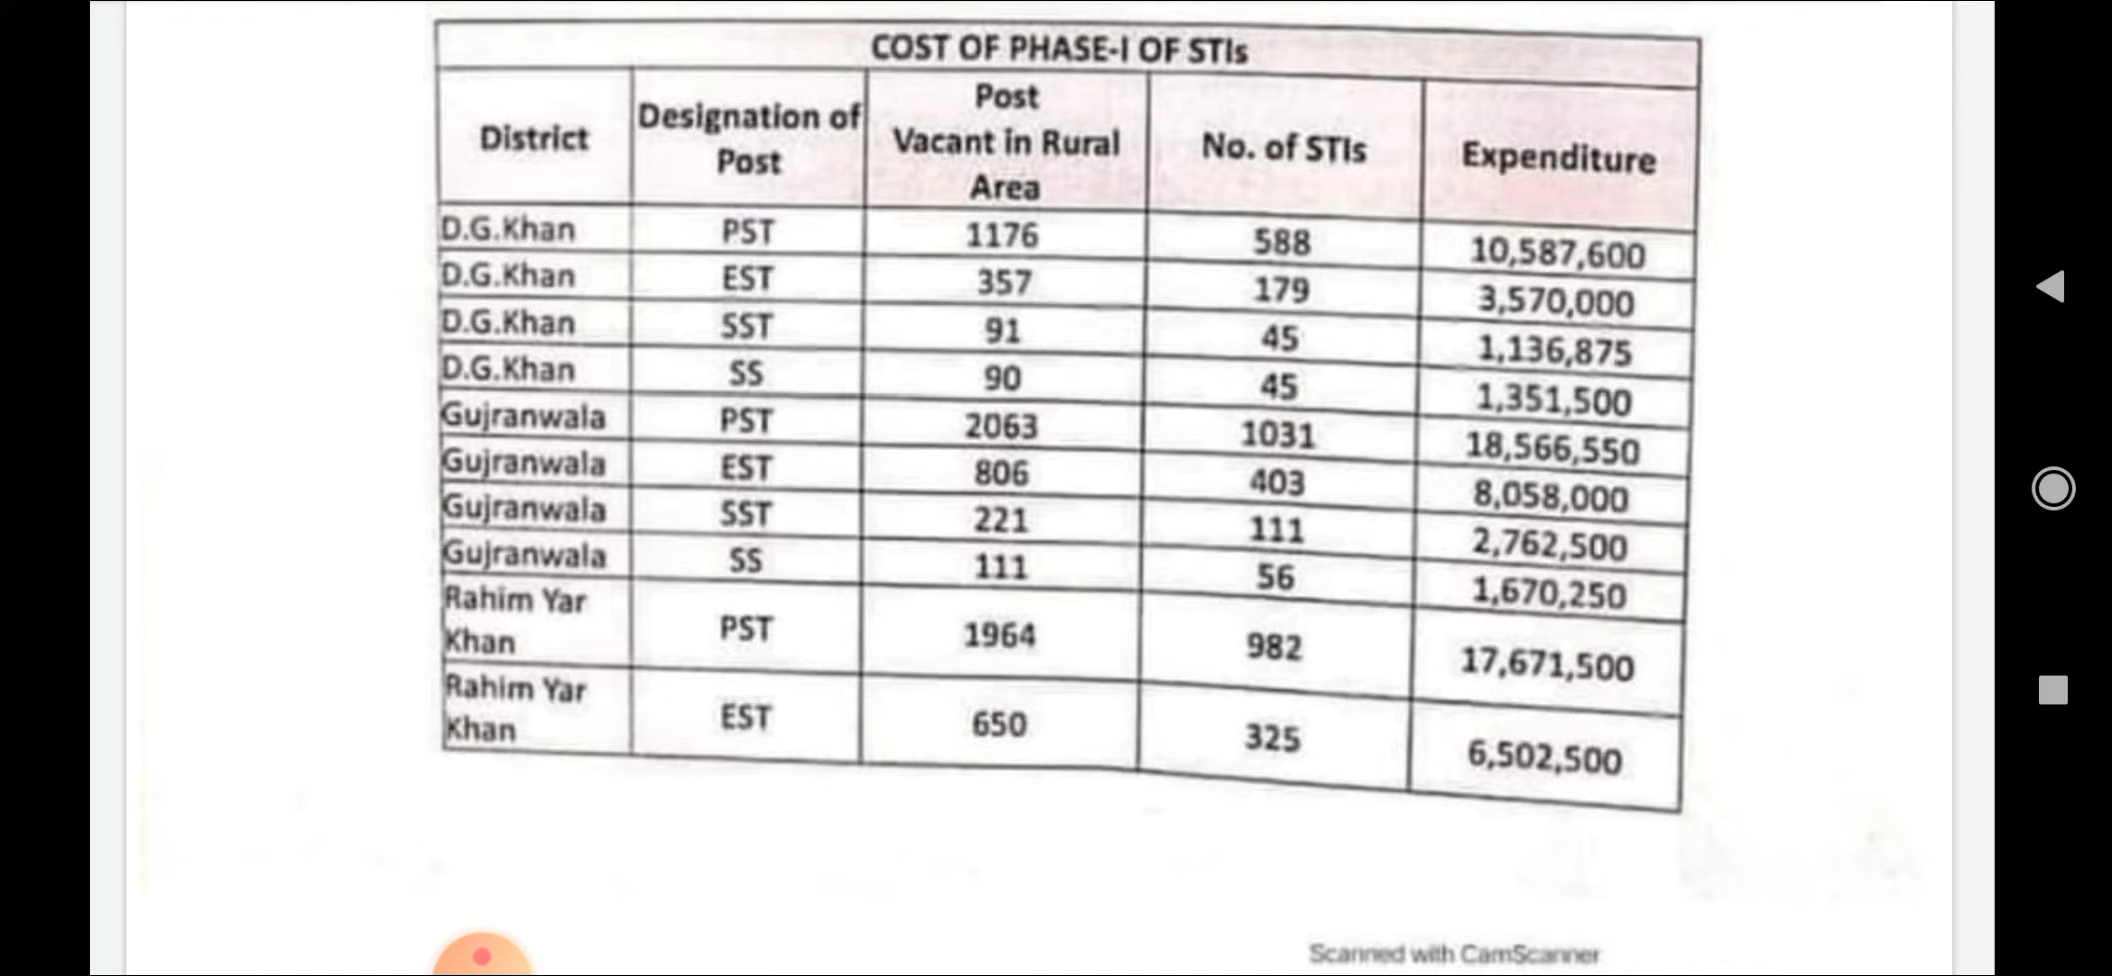 COST OF PHASE-I OF STIs
District Designation of Post Post Vacant in Rural Area No. of STIs Expenditure
D.G.Khan PST 1176 588 10,587,600
D.G.Khan EST 357 179 3,570,000
D.G.Khan SST 91 45 1,136,875
D.G.Khan SS 90 45 1,351,500
Gujranwala PST 2063 1031 18,566,550
Gujranwala EST 806 403 8,058,000
Gujranwala SST 221 111 2,762,500
Gujranwala SS 111 56 1,670,250
Rahim Yar Khan PST 1964 982 17,671,500
Rahim Yar Khan EST 650 325 6,502,500
Scanned with CamScanner